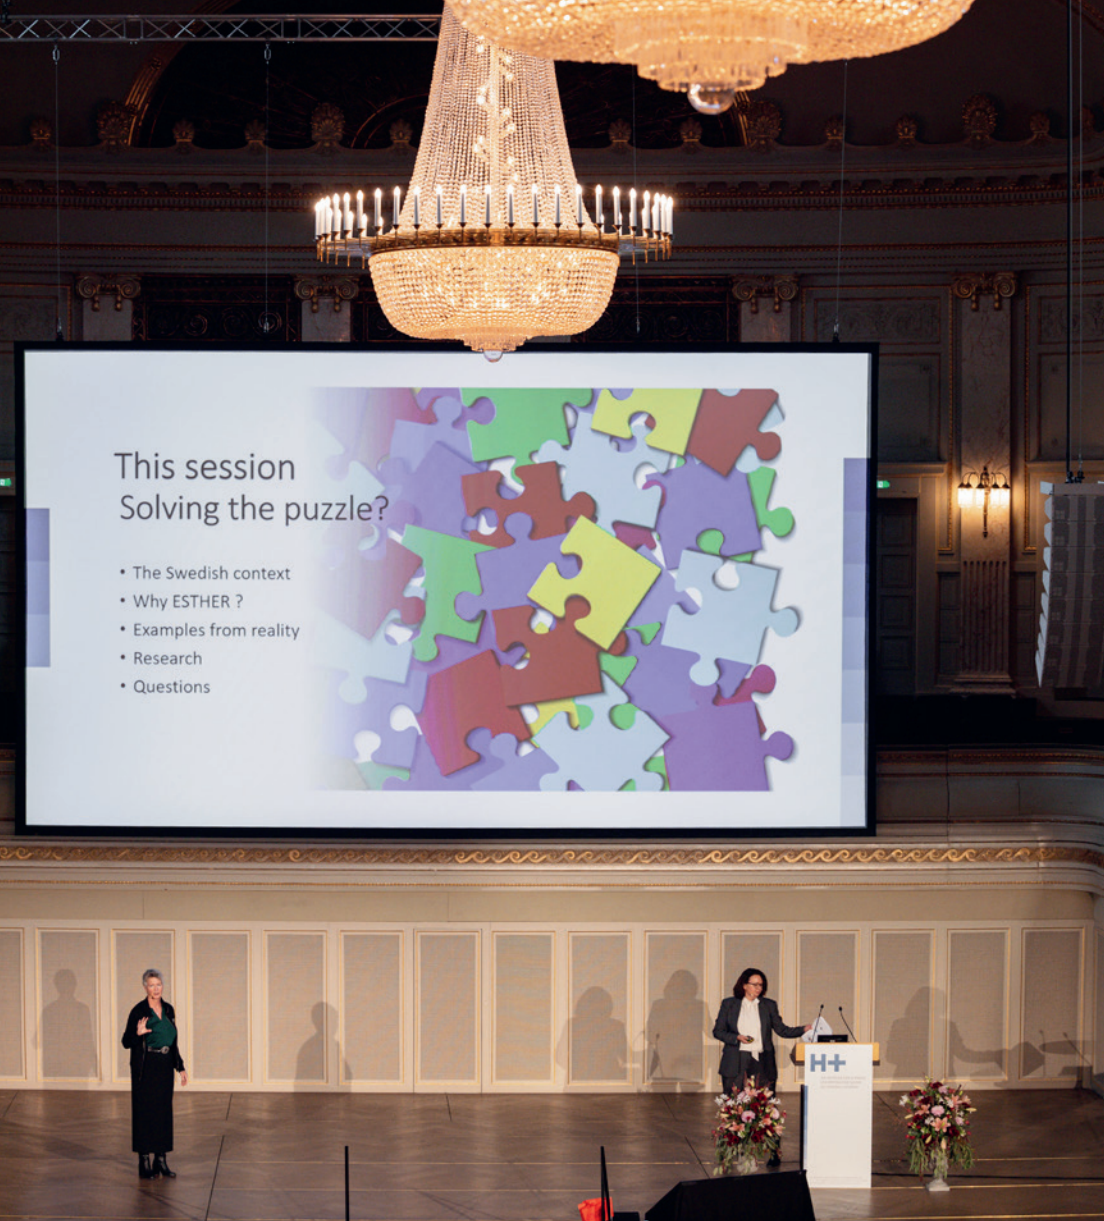 This session
Solving the puzzle?
• The Swedish context
• Why ESTHER ?
• Examples from reality
• Research
• Questions
H+